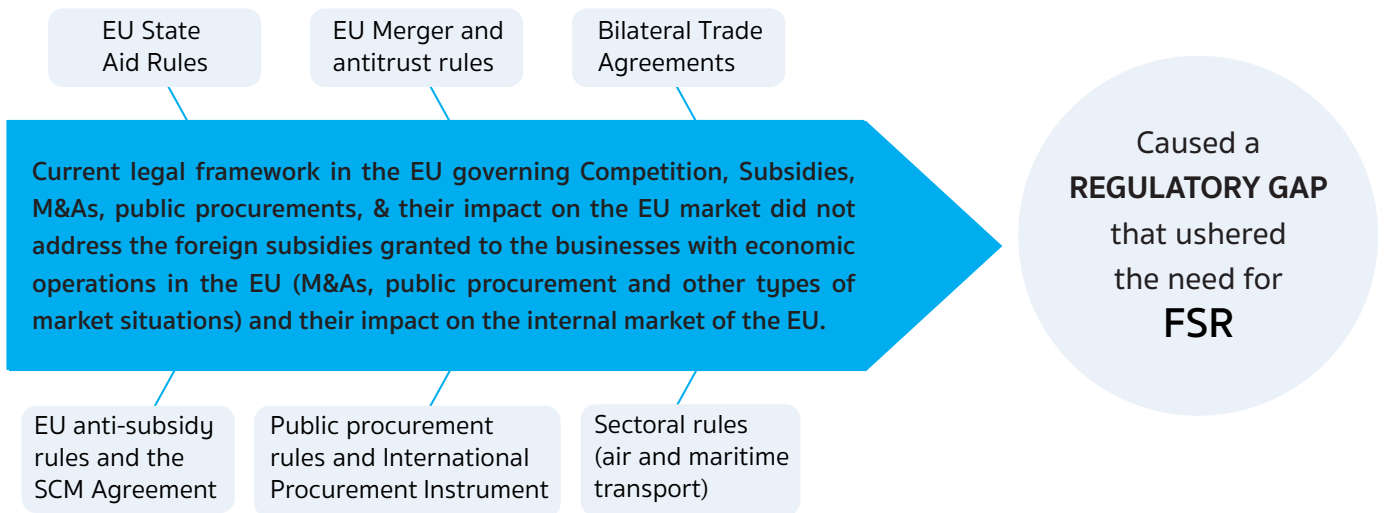 EU State
Aid Rules
EU Merger and
antitrust rules
Bilateral Trade
Agreements
Current legal framework in the EU governing Competition, Subsidies,
M&As, public procurements, & their impact on the EU market did not
address the foreign subsidies granted to the businesses with economic
operations in the EU (M&As, public procurement and other types of
market situations) and their impact on the internal market of the EU.
Caused a
REGULATORY GAP
that ushered
the need for
FSR
EU anti-subsidy
rules and the
SCM Agreement
Public procurement
rules and International
Procurement Instrument
Sectoral rules
(air and maritime
transport)